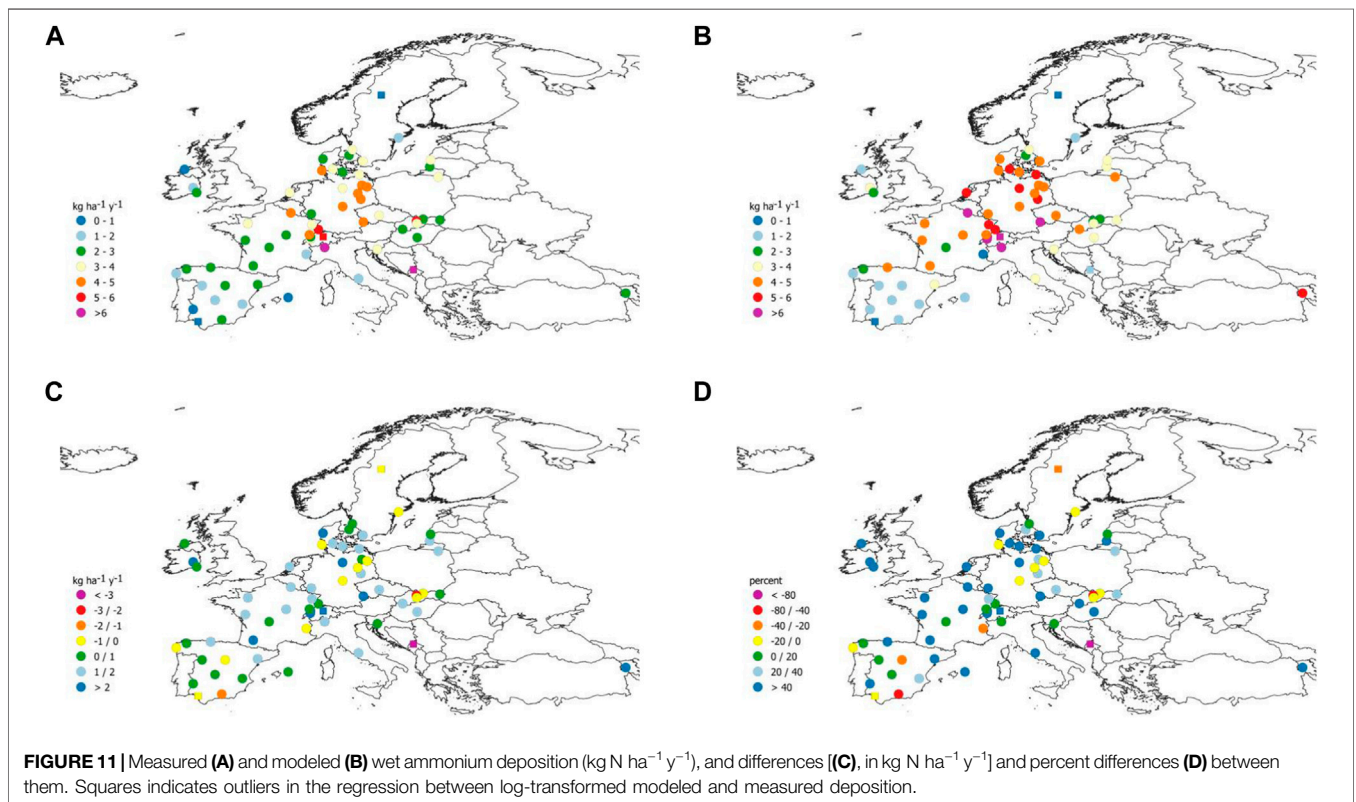 A
B
kg ha⁻¹ y⁻¹
0 - 1
1 - 2
2 - 3
3 - 4
4 - 5
5 - 6
>6
kg ha⁻¹ y⁻¹
0 - 1
1 - 2
2 - 3
3 - 4
4 - 5
5 - 6
>6
C
D
kg ha⁻¹ y⁻¹
< -3
-3 / -2
-2 / -1
-1 / 0
0 / 1
1 / 2
> 2
percent
< -80
-80 / -40
-40 / -20
-20 / 0
0 / 20
20 / 40
> 40
FIGURE 11 | Measured (A) and modeled (B) wet ammonium deposition (kg N ha⁻¹ y⁻¹), and differences [(C), in kg N ha⁻¹ y⁻¹] and percent differences (D) between
them. Squares indicates outliers in the regression between log-transformed modeled and measured deposition.